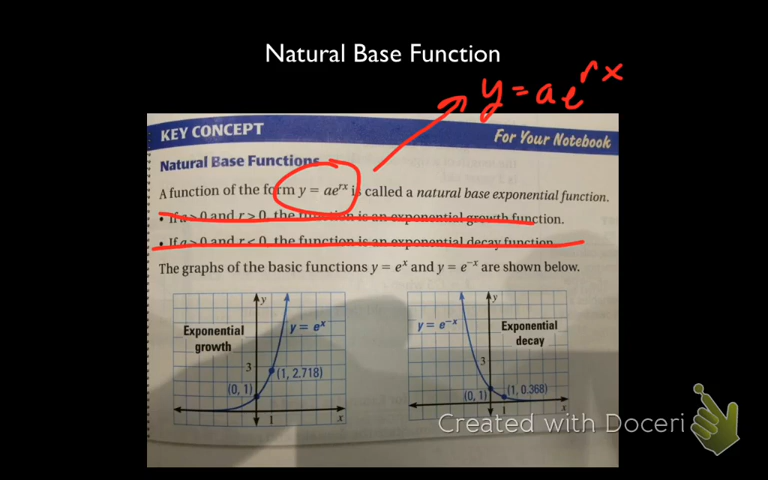 Natural Base Function
y = ae^{rx}
KEY CONCEPT
For Your Notebook
Natural Base Functions
A function of the form y = ae^{rx} is called a natural base exponential function.
• If a > 0 and r > 0, the function is an exponential growth function.
• If a > 0 and r < 0, the function is an exponential decay function.
The graphs of the basic functions y = e^x and y = e^{-x} are shown below.
Exponential
growth
y
y = e^x
3
(1, 2.718)
(0, 1)
1
x
y
y = e^{-x}
Exponential
decay
3
(0, 1)
(1, 0.368)
1
x
Created with Doceri